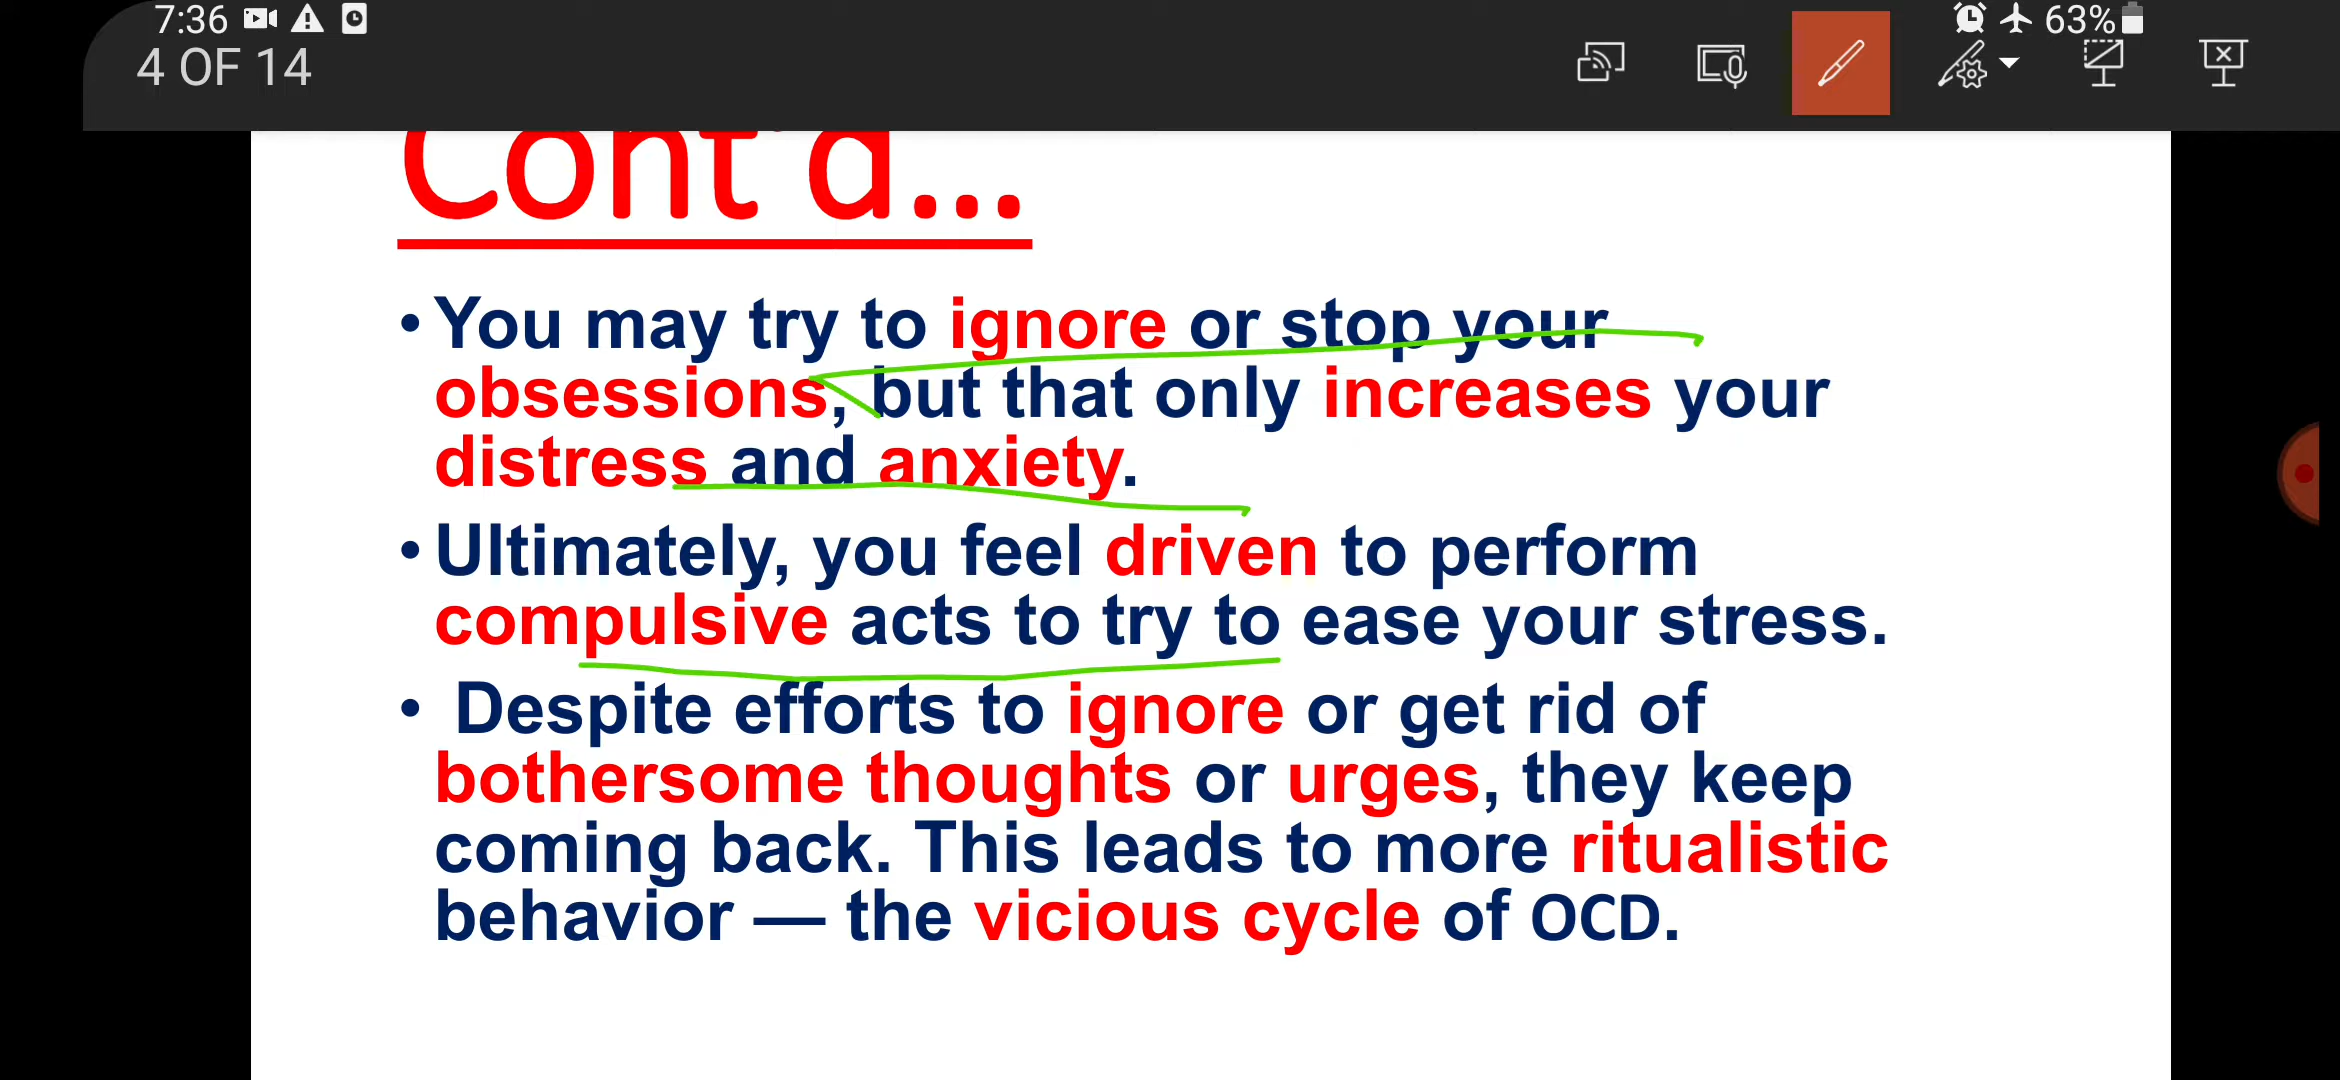 7:36
63%
4 OF 14
Cont'd...
• You may try to ignore or stop your
obsessions, but that only increases your
distress and anxiety.
• Ultimately, you feel driven to perform
compulsive acts to try to ease your stress.
• Despite efforts to ignore or get rid of
bothersome thoughts or urges, they keep
coming back. This leads to more ritualistic
behavior — the vicious cycle of OCD.